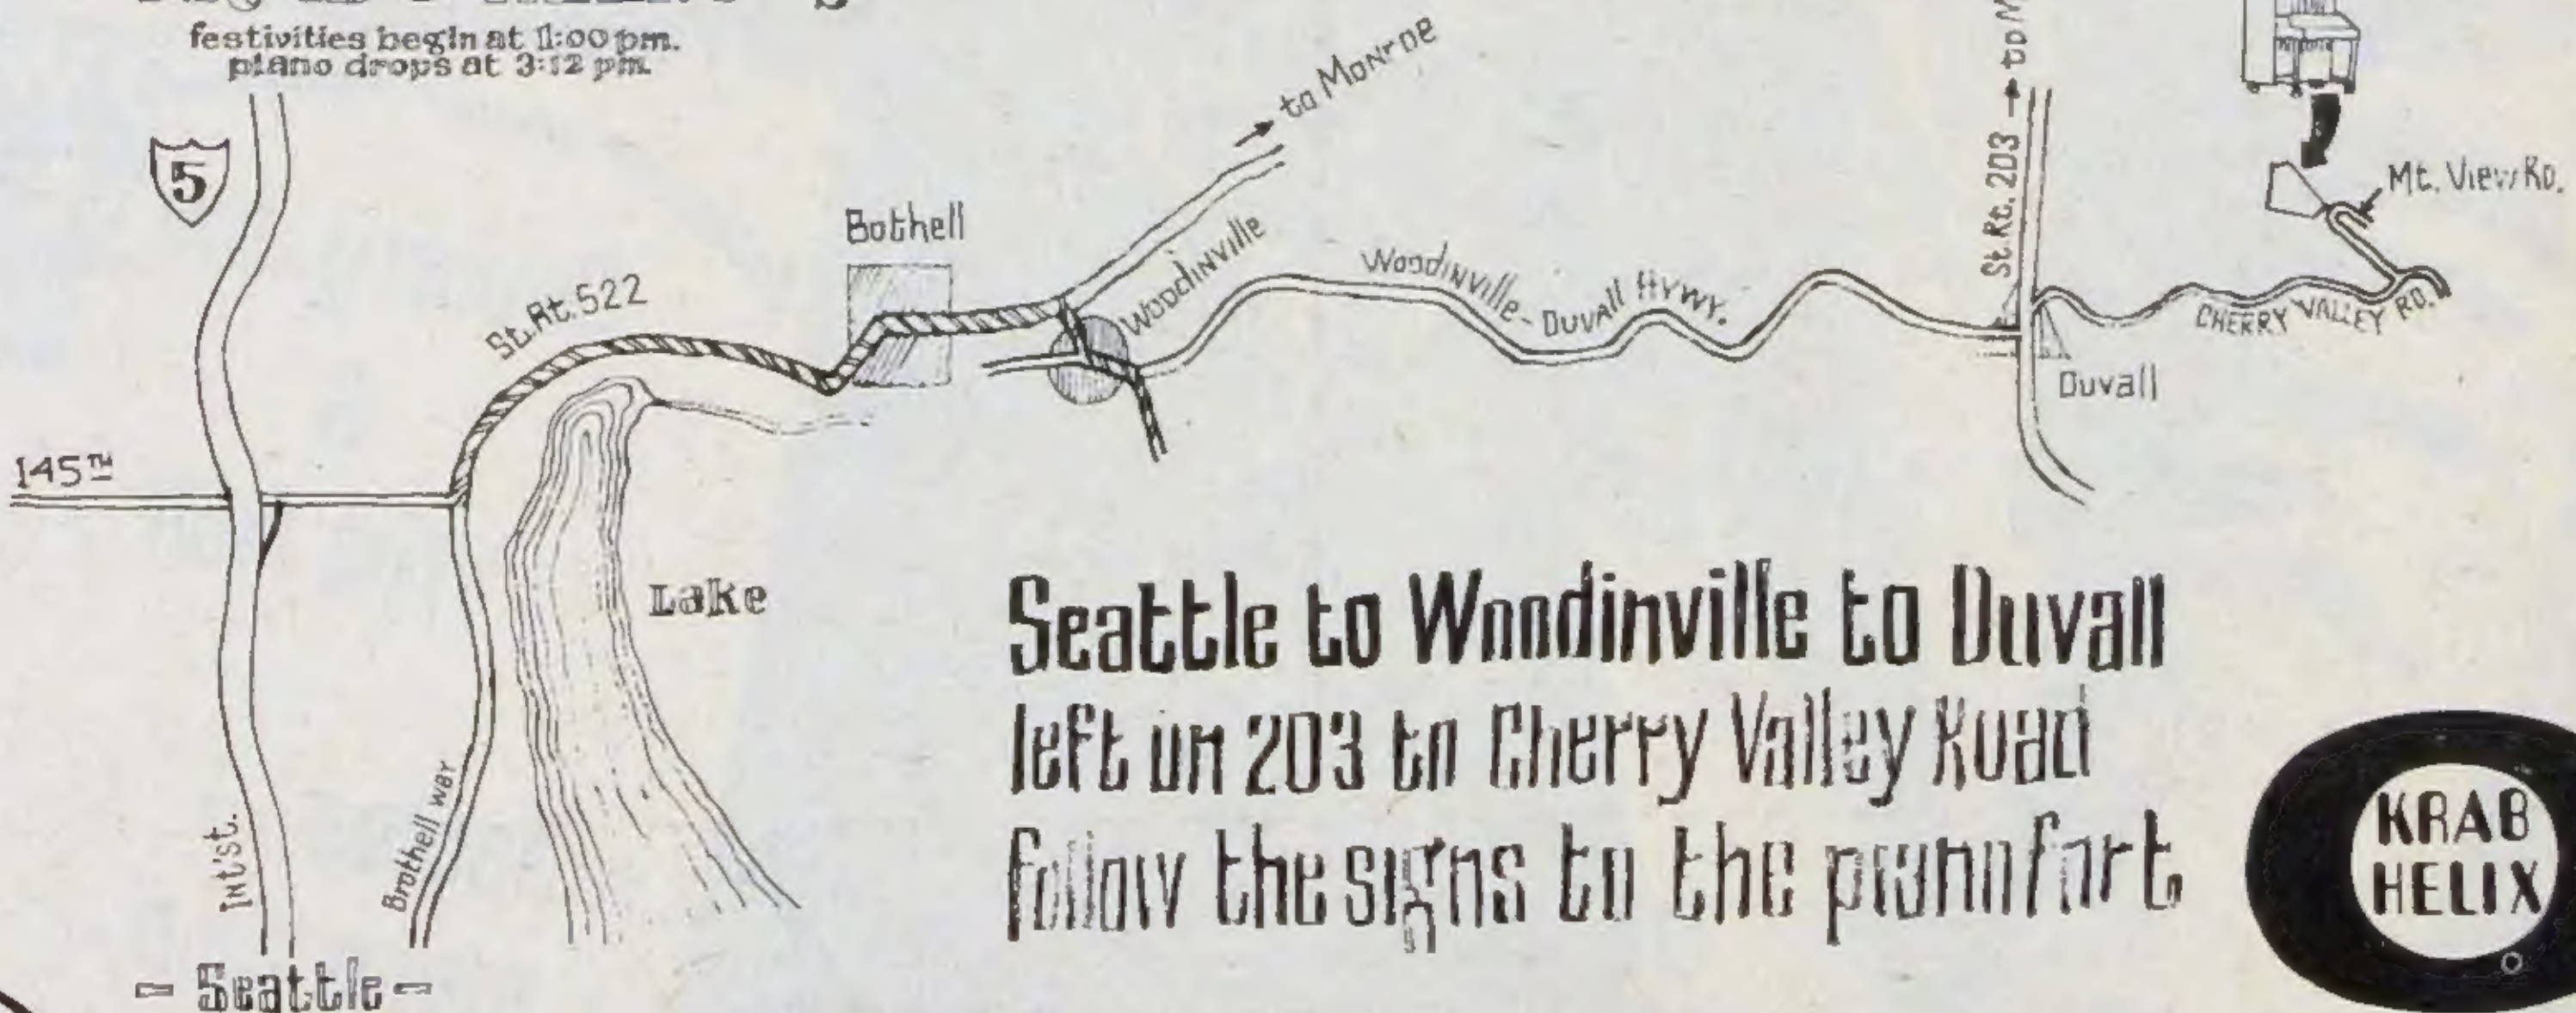 festivities begin at 1:00 pm.
piano drops at 3:12 pm.
to Monroe
St. Rt. 203 → to
5
Mt. View Rd.
Bothell
Woodinville
St. Rt. 522
Woodinville-Duvall HYWY.
CHERRY VALLEY RD.
Duvall
145TH
Lake
Int'st.
Brothell way
- Seattle -
Seattle to Woodinville to Duvall
left on 203 to Cherry Valley Road
follow the signs to the pianofort
KRAB
HELIX